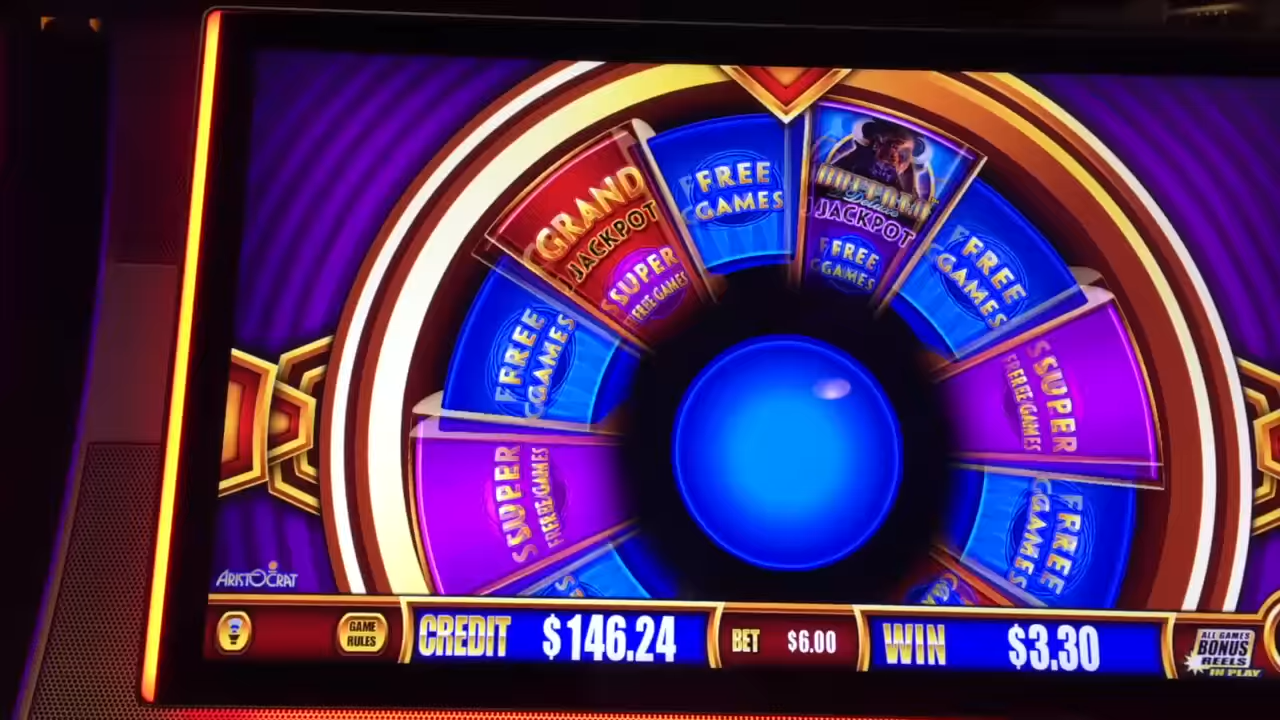 FREE
GAMES
GRAND
JACKPOT
SUPER
FREE GAMES
BUFFALO
Deluxe
JACKPOT
FREE
GAMES
FREE
GAMES
FREE
GAMES
SUPER
FREE GAMES
SUPER
FREE GAMES
FREE
GAMES
ARISTOCRAT
GAME
RULES
CREDIT $146.24
BET $6.00
WIN $3.30
ALL GAMES
BONUS
REELS
IN PLAY